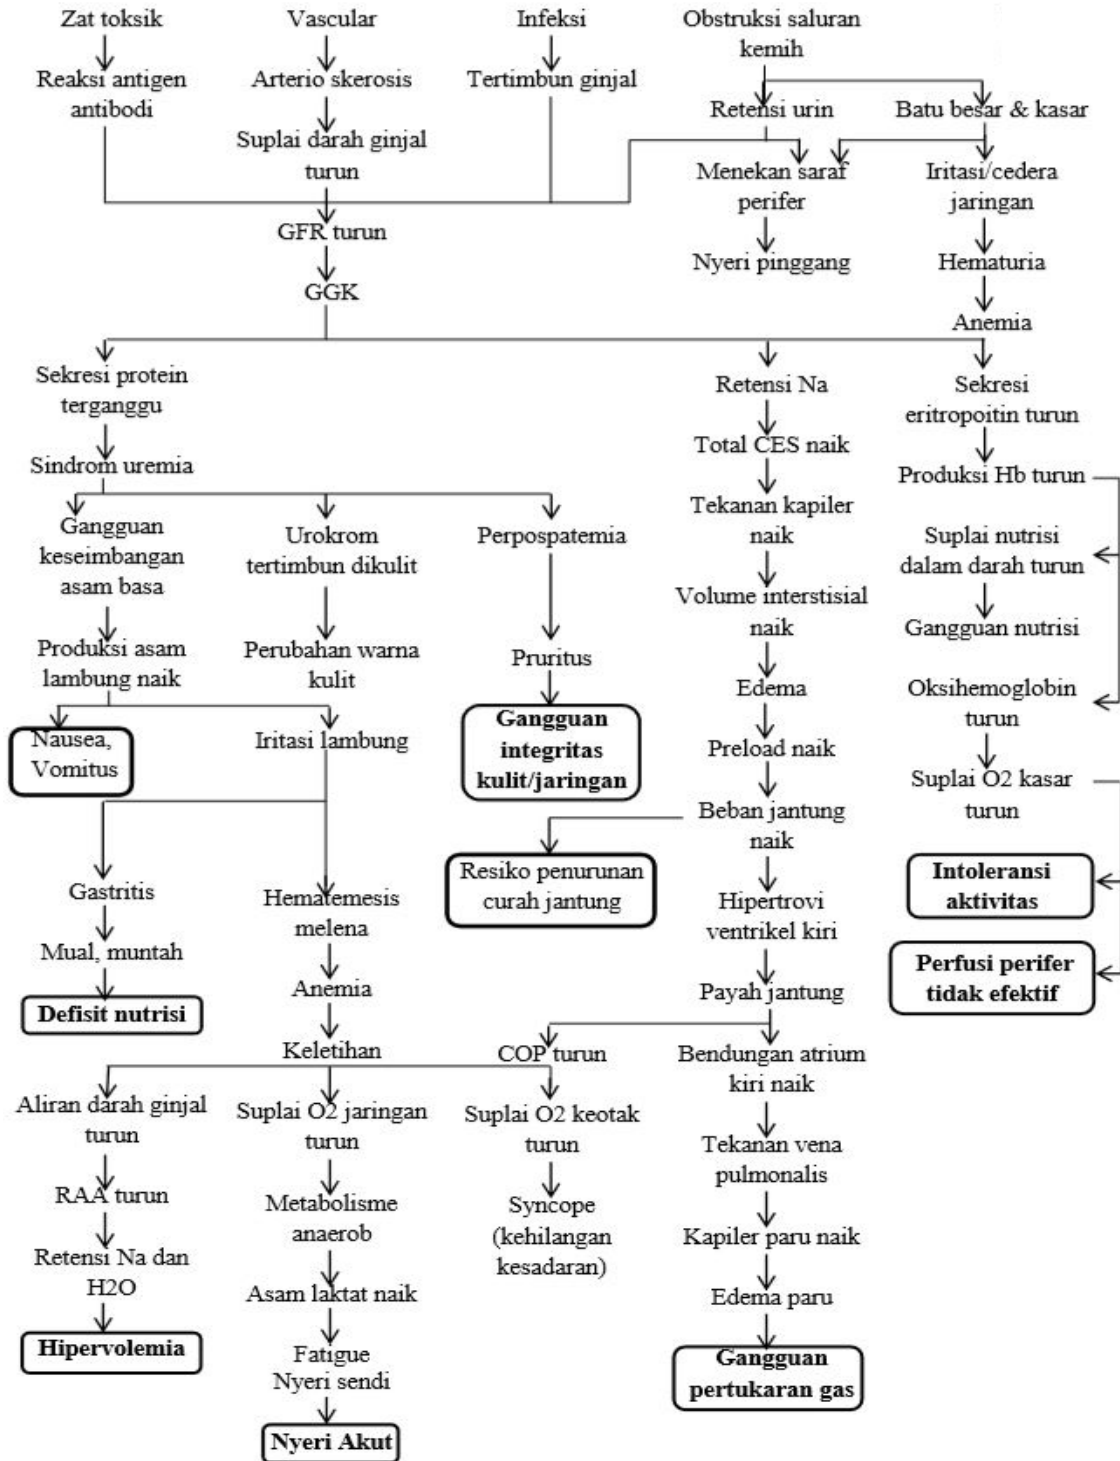 Zat toksik
Vascular
Infeksi
Obstruksi saluran
kemih
Reaksi antigen
antibodi
Arterio skerosis
Tertimbun ginjal
Retensi urin
Batu besar & kasar
Suplai darah ginjal
turun
Menekan saraf
perifer
Iritasi/cedera
jaringan
GFR turun
Nyeri pinggang
Hematuria
GGK
Anemia
Sekresi protein
terganggu
Retensi Na
Sekresi
eritropoitin turun
Sindrom uremia
Total CES naik
Produksi Hb turun
Gangguan
keseimbangan
asam basa
Urokrom
tertimbun dikulit
Perpospatemia
Tekanan kapiler
naik
Suplai nutrisi
dalam darah turun
Volume interstisial
naik
Gangguan nutrisi
Produksi asam
lambung naik
Perubahan warna
kulit
Pruritus
Edema
Oksihemoglobin
turun
Nausea,
Vomitus
Iritasi lambung
Gangguan
integritas
kulit/jaringan
Preload naik
Suplai O2 kasar
turun
Beban jantung
naik
Resiko penurunan
curah jantung
Intoleransi
aktivitas
Gastritis
Hematemesis
melena
Hipertrovi
ventrikel kiri
Mual, muntah
Perfusi perifer
tidak efektif
Anemia
Payah jantung
Defisit nutrisi
Keletihan
COP turun
Bendungan atrium
kiri naik
Aliran darah ginjal
turun
Suplai O2 jaringan
turun
Suplai O2 keotak
turun
Tekanan vena
pulmonalis
RAA turun
Metabolisme
anaerob
Syncope
(kehilangan
kesadaran)
Kapiler paru naik
Retensi Na dan
H2O
Asam laktat naik
Edema paru
Hipervolemia
Fatigue
Nyeri sendi
Gangguan
pertukaran gas
Nyeri Akut